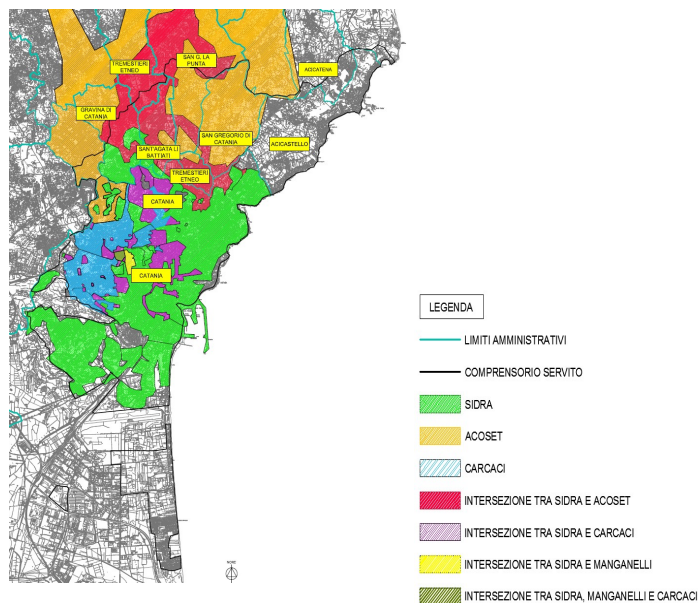 TREMESTIERI
ETNEO
SAN G. LA
PUNTA
ACICATENA
GRAVINA DI
CATANIA
SAN GREGORIO DI
CATANIA
ACICASTELLO
SANT'AGATA LI
BATTIATI
TREMESTIERI
ETNEO
CATANIA
CATANIA
NORD
LEGENDA
LIMITI AMMINISTRATIVI
COMPRENSORIO SERVITO
SIDRA
ACOSET
CARCACI
INTERSEZIONE TRA SIDRA E ACOSET
INTERSEZIONE TRA SIDRA E CARCACI
INTERSEZIONE TRA SIDRA E MANGANELLI
INTERSEZIONE TRA SIDRA, MANGANELLI E CARCACI